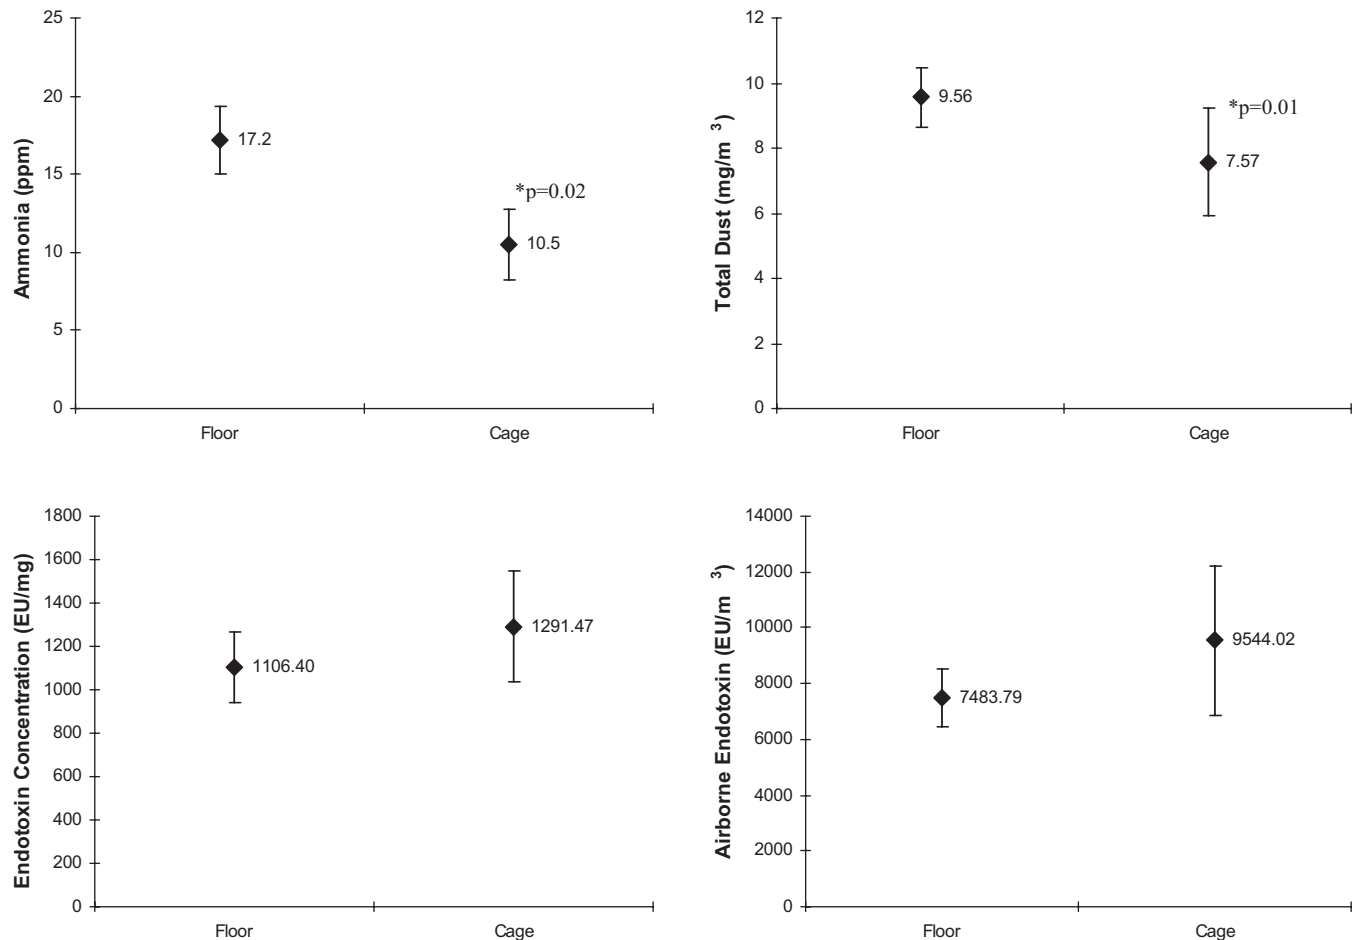 25
20
15
10
5
0
Ammonia (ppm)
17.2
*p=0.02
10.5
Floor
Cage
12
10
8
6
4
2
0
Total Dust (mg/m 3)
9.56
*p=0.01
7.57
Floor
Cage
1800
1600
1400
1200
1000
800
600
400
200
0
Endotoxin Concentration (EU/mg)
1106.40
1291.47
Floor
Cage
14000
12000
10000
8000
6000
4000
2000
0
Airborne Endotoxin (EU/m 3)
7483.79
9544.02
Floor
Cage